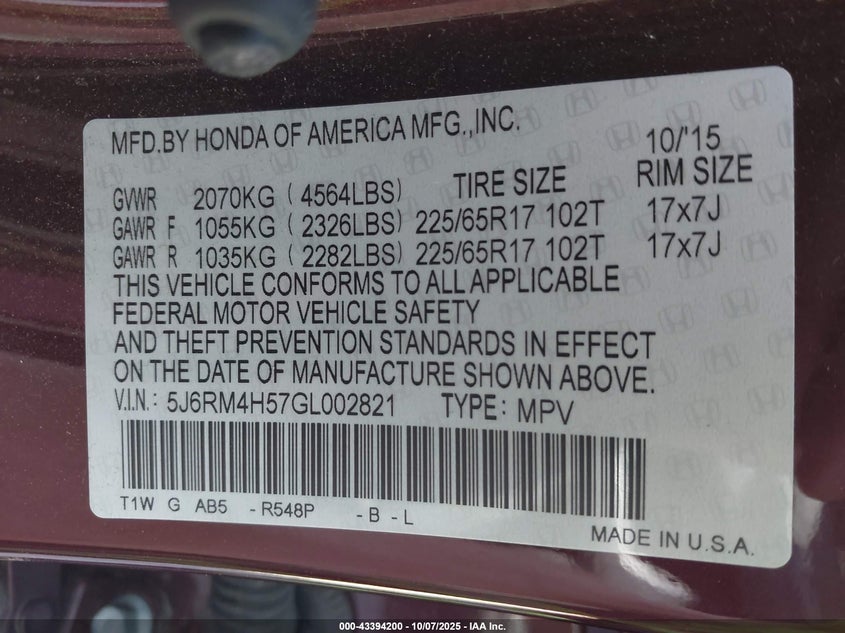 MFD.BY HONDA OF AMERICA MFG.,INC. 10/'15
GVWR 2070KG ( 4564LBS) TIRE SIZE RIM SIZE
GAWR F 1055KG ( 2326LBS) 225/65R17 102T 17x7J
GAWR R 1035KG ( 2282LBS) 225/65R17 102T 17x7J
THIS VEHICLE CONFORMS TO ALL APPLICABLE
FEDERAL MOTOR VEHICLE SAFETY
AND THEFT PREVENTION STANDARDS IN EFFECT
ON THE DATE OF MANUFACTURE SHOWN ABOVE.
V.I.N.: 5J6RM4H57GL002821 TYPE: MPV
T1W G AB5 -R548P -B-L
MADE IN U.S.A.
000-43394200 - 10/07/2025 - IAA Inc.